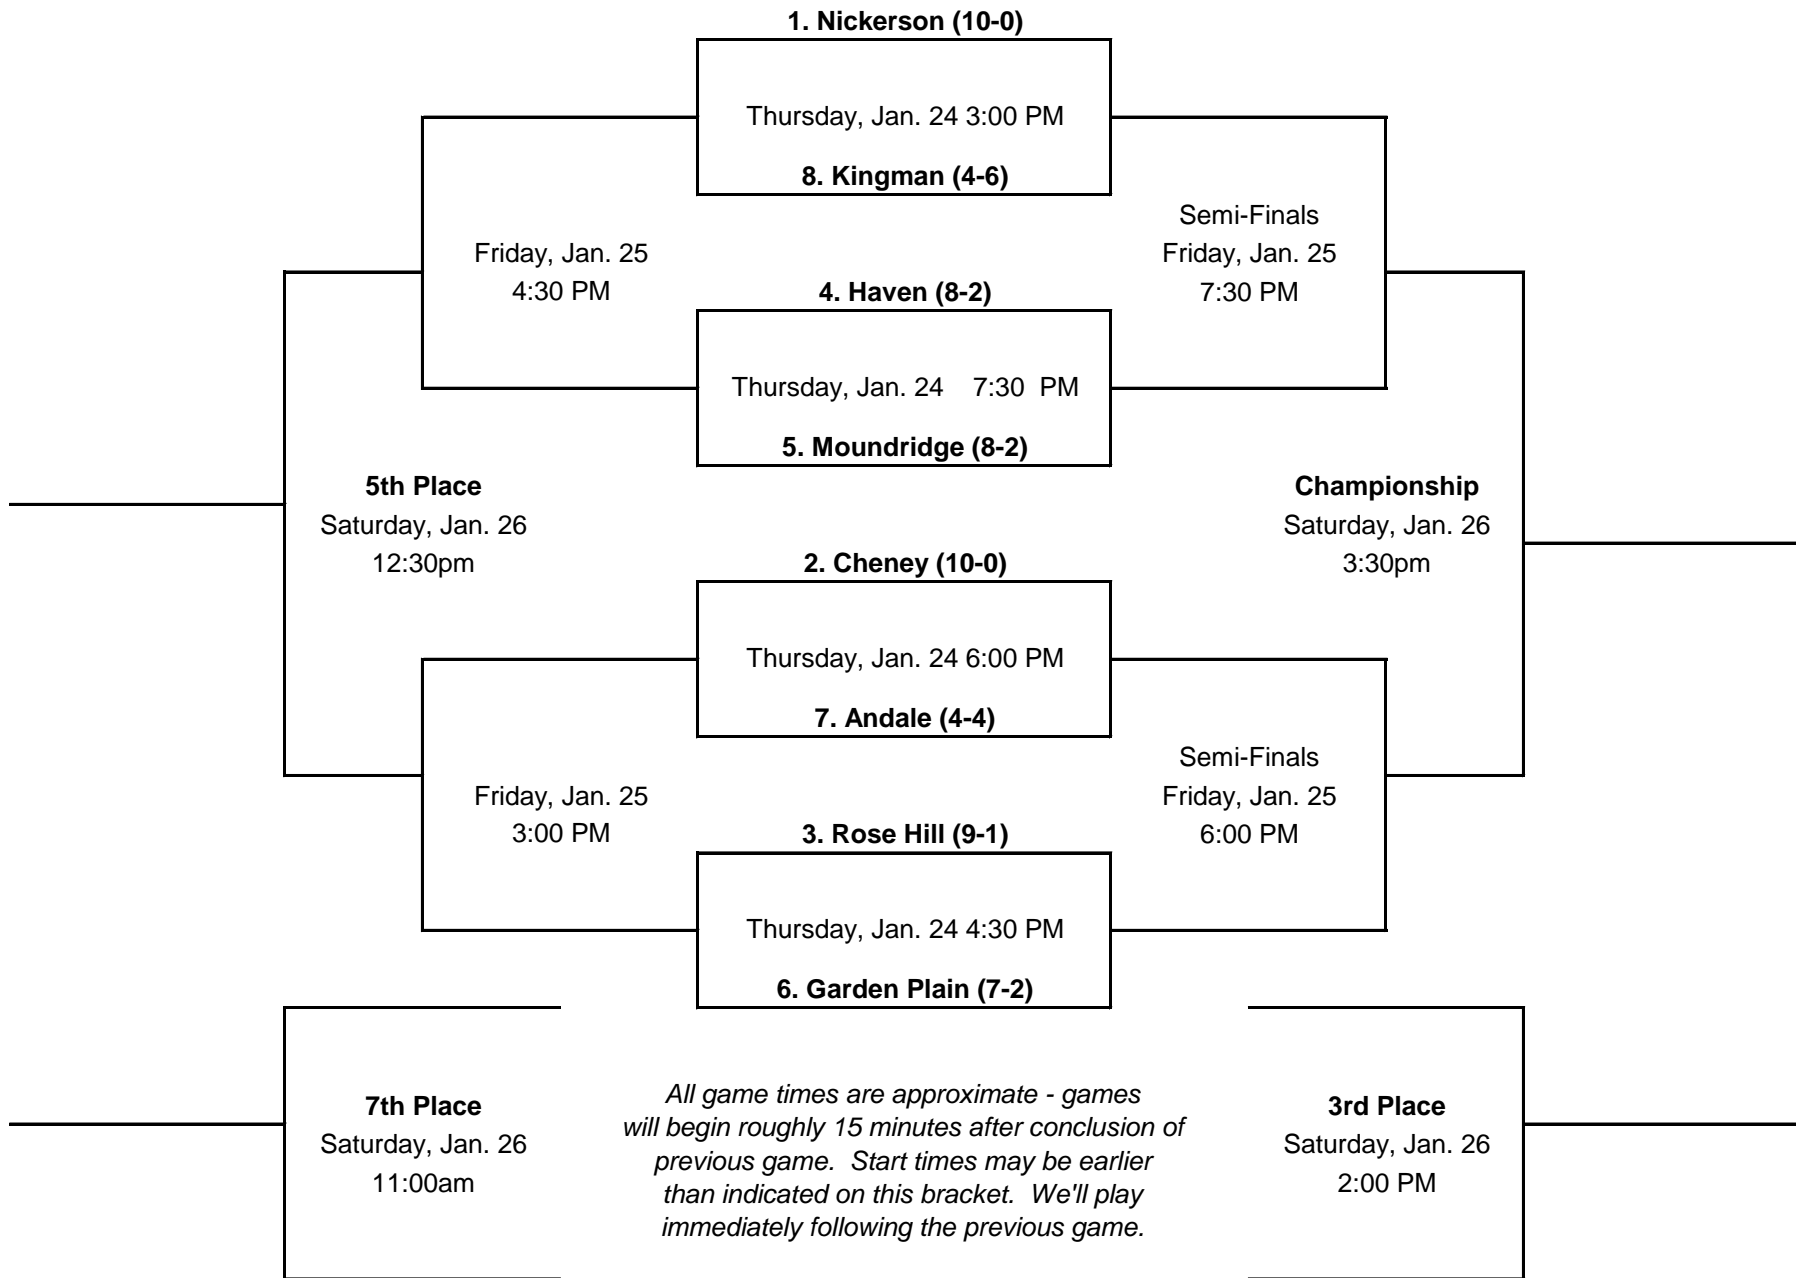 1. Nickerson (10-0)
Thursday, Jan. 24 3:00 PM
8. Kingman (4-6)
Semi-Finals
Friday, Jan. 25
7:30 PM
Friday, Jan. 25
4:30 PM
4. Haven (8-2)
Thursday, Jan. 24 7:30 PM
5. Moundridge (8-2)
5th Place
Saturday, Jan. 26
12:30pm
Championship
Saturday, Jan. 26
3:30pm
2. Cheney (10-0)
Thursday, Jan. 24 6:00 PM
7. Andale (4-4)
Semi-Finals
Friday, Jan. 25
6:00 PM
Friday, Jan. 25
3:00 PM
3. Rose Hill (9-1)
Thursday, Jan. 24 4:30 PM
6. Garden Plain (7-2)
7th Place
Saturday, Jan. 26
11:00am
All game times are approximate - games
will begin roughly 15 minutes after conclusion of
previous game. Start times may be earlier
than indicated on this bracket. We'll play
immediately following the previous game.
3rd Place
Saturday, Jan. 26
2:00 PM